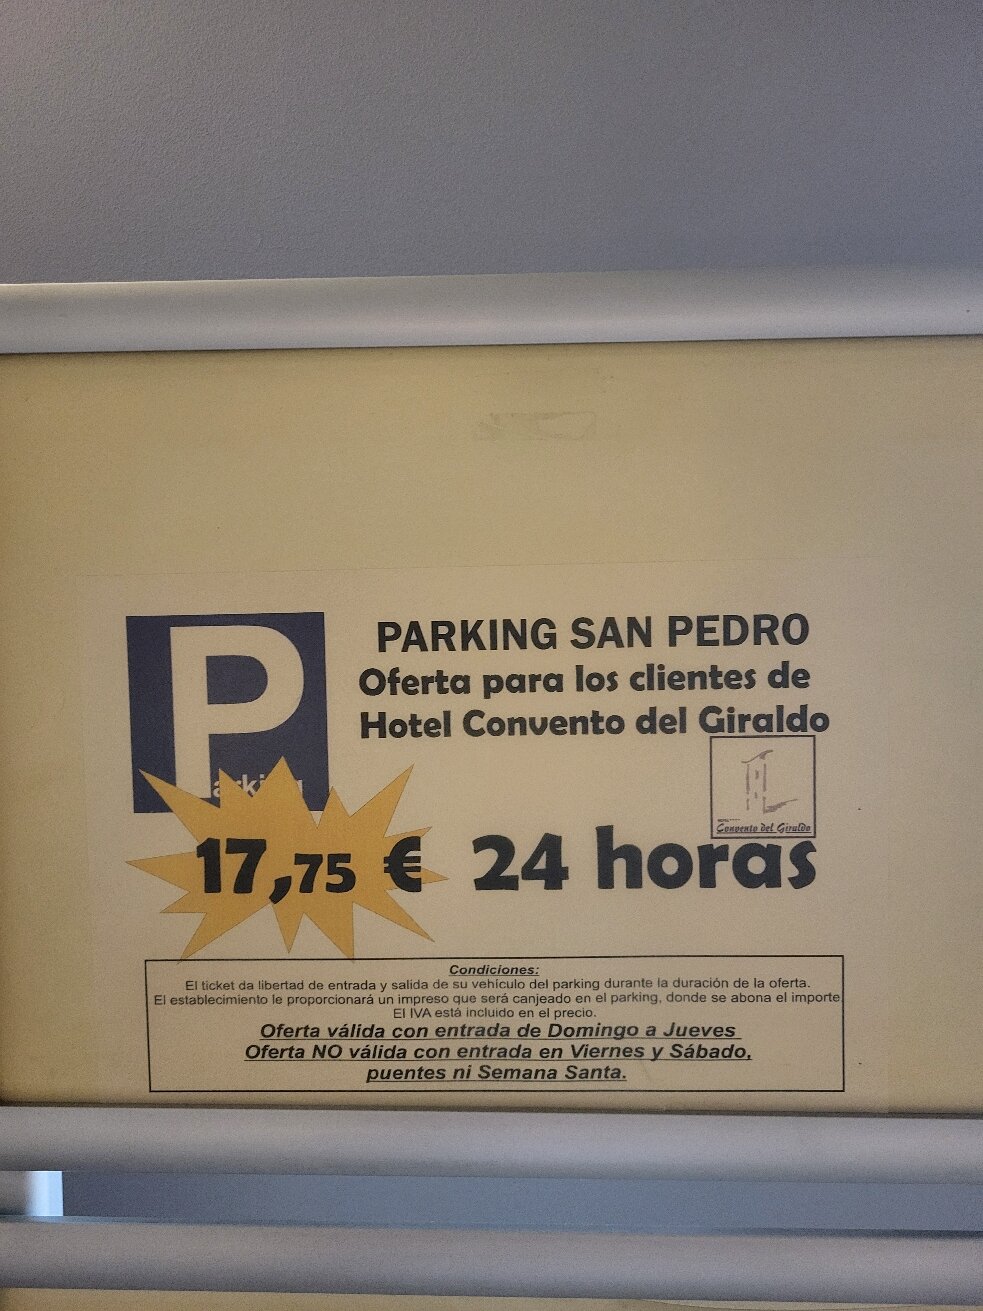 PARKING SAN PEDRO
Oferta para los clientes de
Hotel Convento del Giraldo
P
Convento del Giraldo
17,75 € 24 horas
Condiciones:
El ticket da libertad de entrada y salida de su vehículo del parking durante la duración de la oferta.
El establecimiento le proporcionará un impreso que será canjeado en el parking, donde se abona el importe
El IVA está incluido en el precio.
Oferta válida con entrada de Domingo a Jueves
Oferta NO válida con entrada en Viernes y Sábado,
puentes ni Semana Santa.